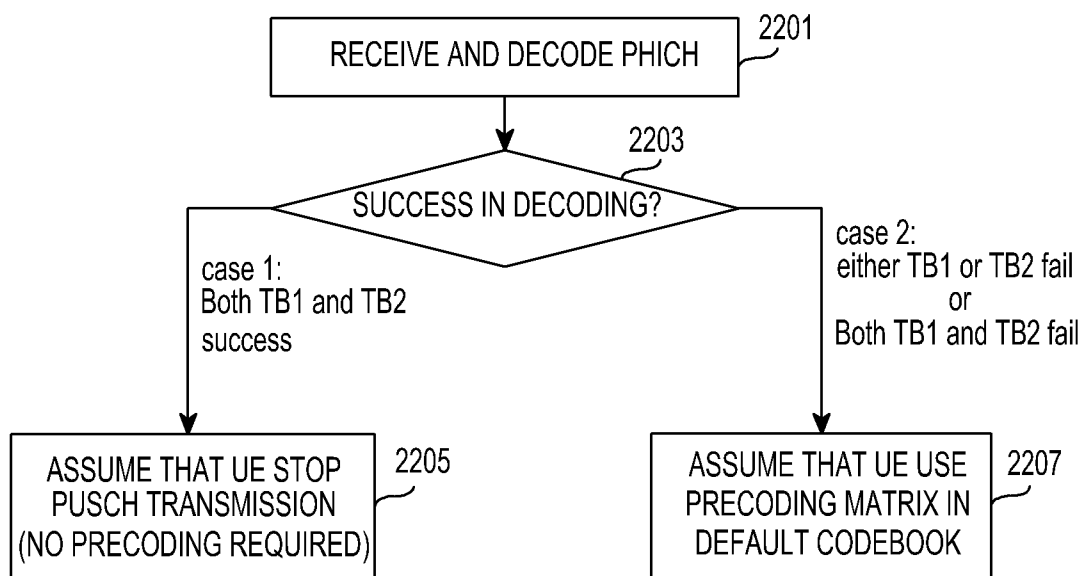 RECEIVE AND DECODE PHICH
2201
2203
SUCCESS IN DECODING?
case 1:
Both TB1 and TB2
success
case 2:
either TB1 or TB2 fail
or
Both TB1 and TB2 fail
ASSUME THAT UE STOP
PUSCH TRANSMISSION
(NO PRECODING REQUIRED)
2205
ASSUME THAT UE USE
PRECODING MATRIX IN
DEFAULT CODEBOOK
2207